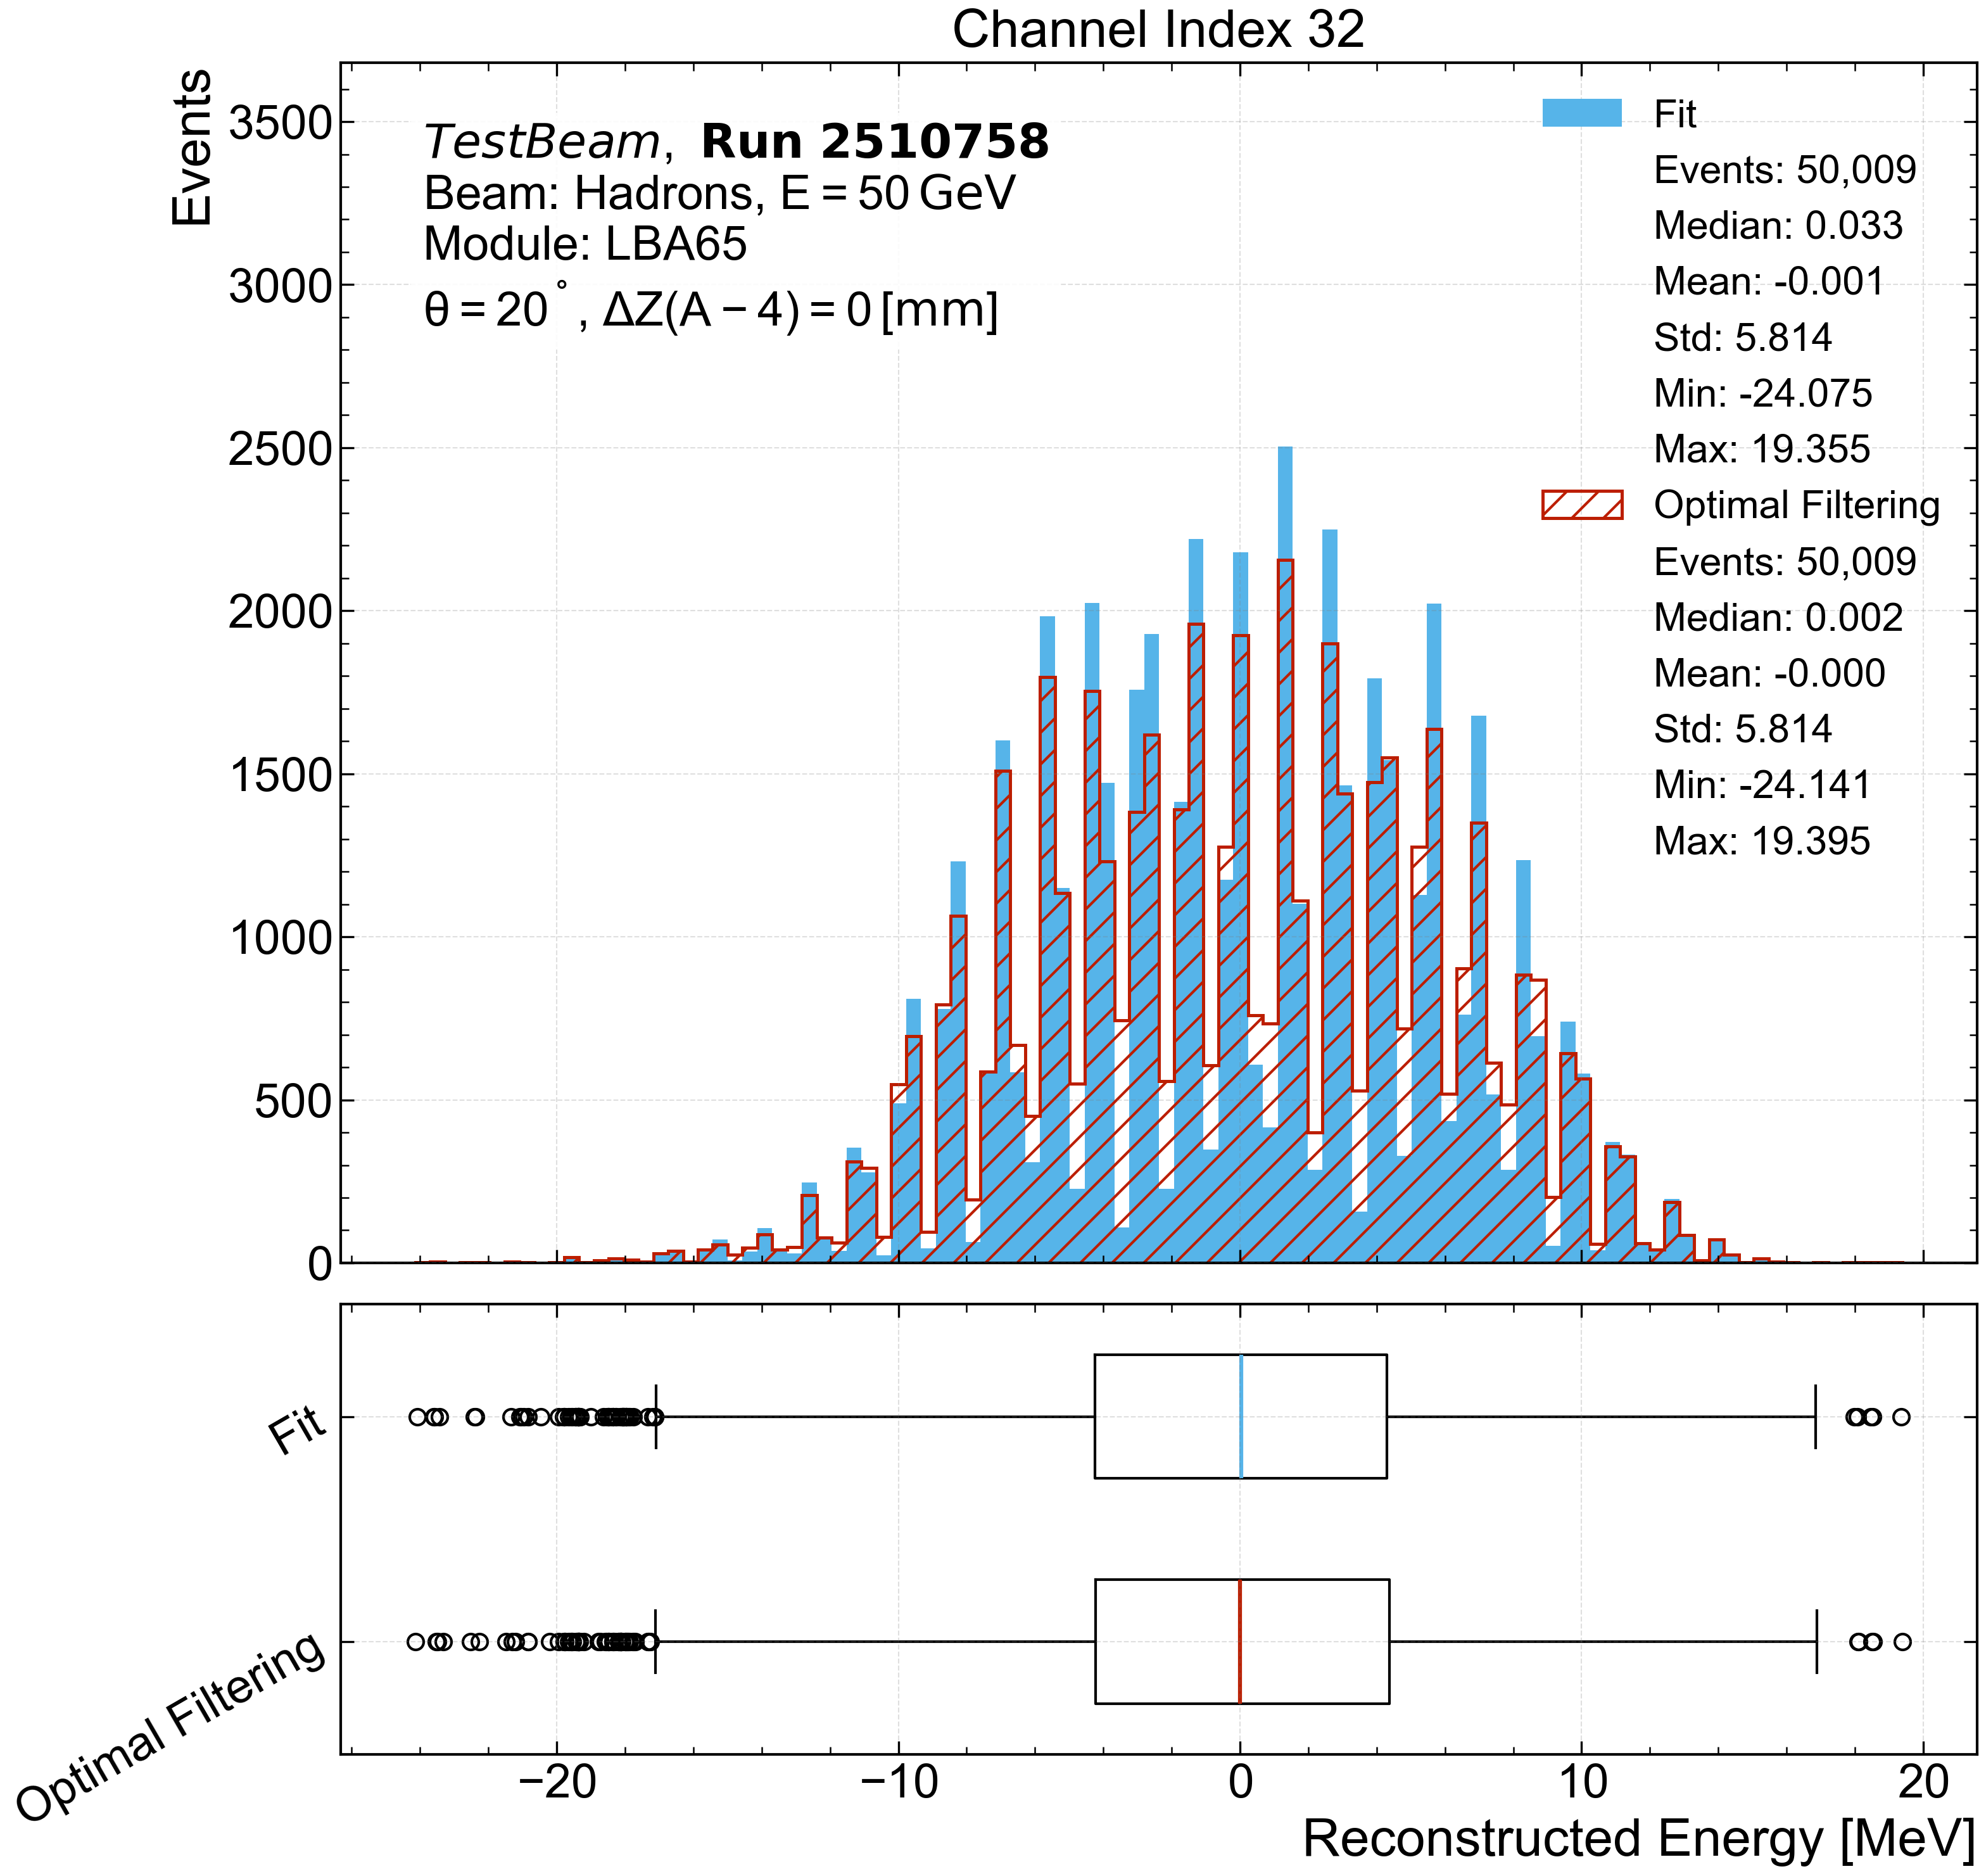 Channel Index 32
Events
3500
3000
2500
2000
1500
1000
500
0
TestBeam, Run 2510758
Beam: Hadrons, E = 50 GeV
Module: LBA65
θ = 20°, ΔZ(A − 4) = 0 [mm]
Fit
Events: 50,009
Median: 0.033
Mean: -0.001
Std: 5.814
Min: -24.075
Max: 19.355
Optimal Filtering
Events: 50,009
Median: 0.002
Mean: -0.000
Std: 5.814
Min: -24.141
Max: 19.395
Fit
Optimal Filtering
−20 −10 0 10 20
Reconstructed Energy [MeV]